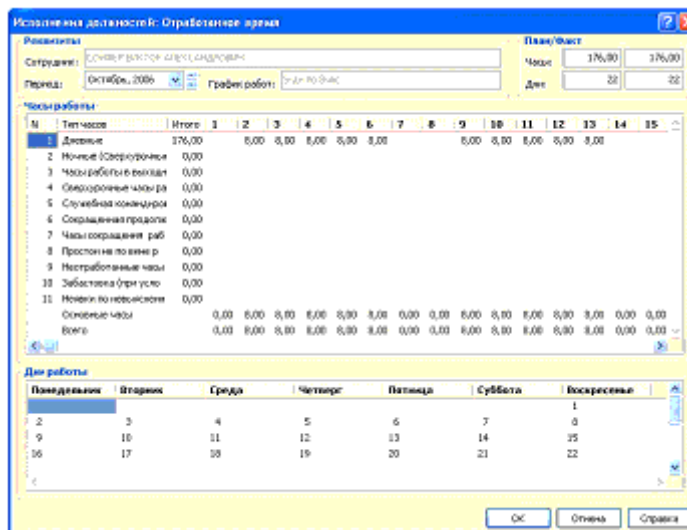 Исполнения должностей: Отработанное время
Реквизиты План/Факт
Сотрудник: Часы: 176,00 176,00
Период: Октябрь, 2006 График работ: Дни: 22 22
Часы работы
N Тип часов Итого 1 2 3 4 5 6 7 8 9 10 11 12 13 14 15
1 Дневные 176,00 8,00 8,00 8,00 8,00 8,00 8,00 8,00 8,00 8,00 8,00
2 Ночные (Сверхурочные 0,00
3 Часы работы в выходн 0,00
4 Сверхурочные часы ра 0,00
5 Служебная командиров 0,00
6 Сокращенная продолж 0,00
7 Часы сокращения раб 0,00
8 Простои не по вине р 0,00
9 Неотработанные часы 0,00
10 Забастовка (при усло 0,00
11 Неявки по невыяснени 0,00
Основные часы 0,00 8,00 8,00 8,00 8,00 8,00 0,00 0,00 8,00 8,00 8,00 8,00 8,00 0,00 0,00
Всего 0,00 8,00 8,00 8,00 8,00 8,00 0,00 0,00 8,00 8,00 8,00 8,00 8,00 0,00 0,00
Дни работы
Понедельник Вторник Среда Четверг Пятница Суббота Воскресенье
1
2 3 4 5 6 7 8
9 10 11 12 13 14 15
16 17 18 19 20 21 22
ОК Отмена Справка